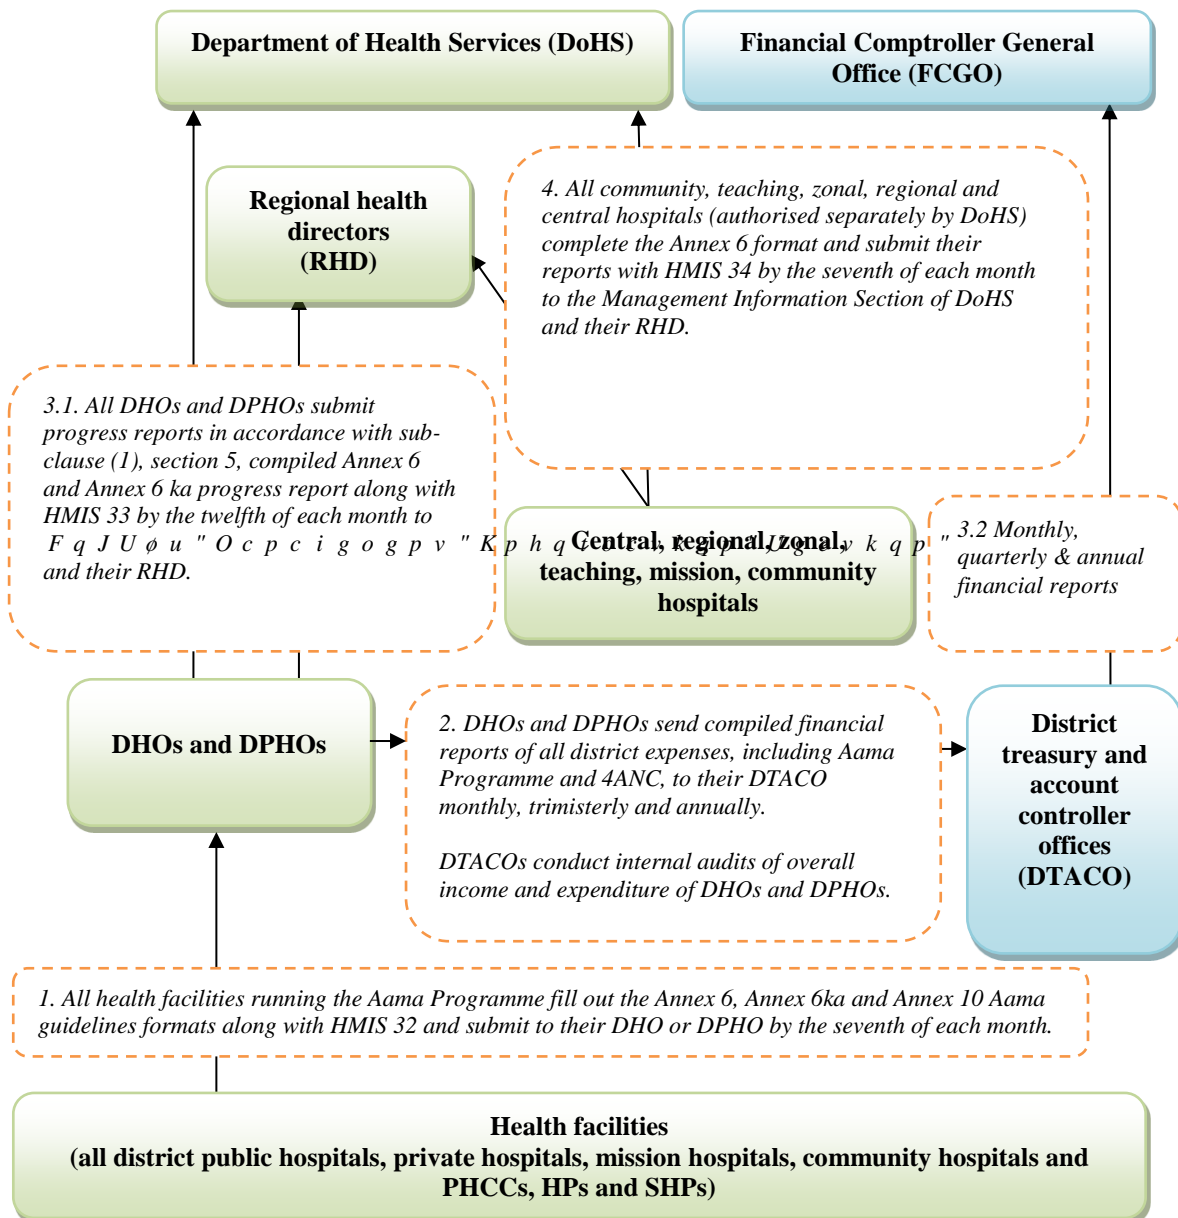 Department of Health Services (DoHS)
Financial Comptroller General
Office (FCGO)
Regional health
directors
(RHD)
4. All community, teaching, zonal, regional and
central hospitals (authorised separately by DoHS)
complete the Annex 6 format and submit their
reports with HMIS 34 by the seventh of each month
to the Management Information Section of DoHS
and their RHD.
3.1. All DHOs and DPHOs submit
progress reports in accordance with sub-
clause (1), section 5, compiled Annex 6
and Annex 6 ka progress report along with
HMIS 33 by the twelfth of each month to
F q J U ø u " O c p c i g o g p v " K p h q
and their RHD.
Central, regional, zonal,
teaching, mission, community
hospitals
3.2 Monthly,
quarterly & annual
financial reports
DHOs and DPHOs
2. DHOs and DPHOs send compiled financial
reports of all district expenses, including Aama
Programme and 4ANC, to their DTACO
monthly, trimisterly and annually.
DTACOs conduct internal audits of overall
income and expenditure of DHOs and DPHOs.
District
treasury and
account
controller
offices
(DTACO)
1. All health facilities running the Aama Programme fill out the Annex 6, Annex 6ka and Annex 10 Aama
guidelines formats along with HMIS 32 and submit to their DHO or DPHO by the seventh of each month.
Health facilities
(all district public hospitals, private hospitals, mission hospitals, community hospitals and
PHCCs, HPs and SHPs)